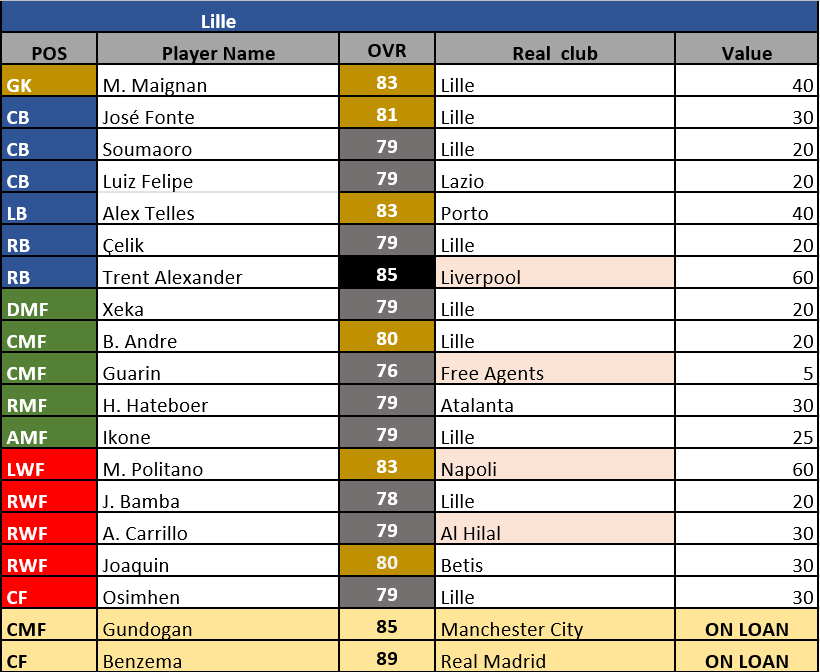 Lille
POS Player Name OVR Real club Value
GK M. Maignan 83 Lille 40
CB José Fonte 81 Lille 30
CB Soumaoro 79 Lille 20
CB Luiz Felipe 79 Lazio 20
LB Alex Telles 83 Porto 40
RB Çelik 79 Lille 20
RB Trent Alexander 85 Liverpool 60
DMF Xeka 79 Lille 20
CMF B. Andre 80 Lille 20
CMF Guarin 76 Free Agents 5
RMF H. Hateboer 79 Atalanta 30
AMF Ikone 79 Lille 25
LWF M. Politano 83 Napoli 60
RWF J. Bamba 78 Lille 20
RWF A. Carrillo 79 Al Hilal 30
RWF Joaquin 80 Betis 30
CF Osimhen 79 Lille 30
CMF Gundogan 85 Manchester City ON LOAN
CF Benzema 89 Real Madrid ON LOAN